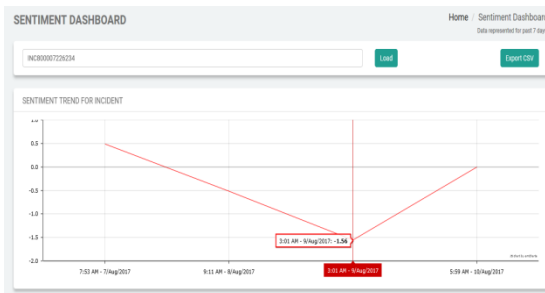 SENTIMENT DASHBOARD
Home / Sentiment Dashboard
Data represented for past 7 days
INC800007226234
Load
Export CSV
SENTIMENT TREND FOR INCIDENT
1.0
0.5
0.0
-0.5
-1.0
-1.5
-2.0
3:01 AM - 9/Aug/2017: -1.56
7:53 AM - 7/Aug/2017
9:11 AM - 8/Aug/2017
3:01 AM - 9/Aug/2017
5:59 AM - 10/Aug/2017